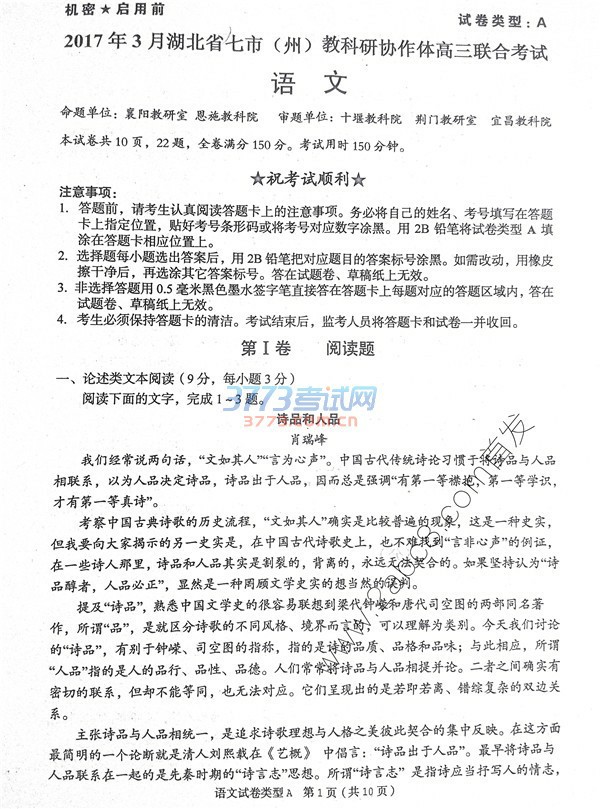 机密★启用前
试卷类型：A
2017年3月湖北省七市（州）教科研协作体高三联合考试
语 文
命题单位：襄阳教研室 恩施教科院 审题单位：十堰教科院 荆门教研室 宜昌教科院
本试卷共10页，22题，全卷满分150分。考试用时150分钟。
★祝考试顺利★
注意事项：
1. 答题前，请考生认真阅读答题卡上的注意事项。务必将自己的姓名、考号填写在答题
卡上指定位置，贴好考号条形码或将考号对应数字涂黑。用2B铅笔将试卷类型A填
涂在答题卡相应位置上。
2. 选择题每小题选出答案后，用2B铅笔把对应题目的答案标号涂黑。如需改动，用橡皮
擦干净后，再选涂其它答案标号。答在试题卷、草稿纸上无效。
3. 非选择题用0.5毫米黑色墨水签字笔直接答在答题卡上每题对应的答题区域内，答在
试题卷、草稿纸上无效。
4. 考生必须保持答题卡的清洁。考试结束后，监考人员将答题卡和试卷一并收回。
第Ⅰ卷 阅读题
一、论述类文本阅读（9分，每小题3分）
阅读下面的文字，完成1~3题。
3773考试网
3773.com.cn
诗品和人品
肖瑞峰
我们经常说两句话，“文如其人”“言为心声”。中国古代传统诗论习惯于将诗品与人品
相联系，以为人品决定诗品，诗品出于人品，因而总是强调“有第一等襟抱，第一等学识，
才有第一等真诗”。
考察中国古典诗歌的历史流程，“文如其人”确实是比较普遍的现象，这是一种史实，
但我要向大家揭示的另一史实是，在中国古代诗歌史上，也不难找到“言非心声”的例证，
在一些诗人那里，诗品和人品其实是割裂的，背离的，永远无法契合的。如果坚持认为“诗
品醇者，人品必正”，显然是一种罔顾文学史实的想当然的误判。
提及“诗品”，熟悉中国文学史的很容易联想到梁代钟嵘和唐代司空图的两部同名著
作，所谓“品”，是就区分诗歌的不同风格、境界而言的，可以理解为类别。今天我们讨论
的“诗品”，有别于钟嵘、司空图的指称，指的是诗的品质、品格和品味；与此相应，所谓
“人品”指的是人的品行、品性、品德。人们常常将诗品与人品相提并论。二者之间确实有
密切的联系，但却不能等同，也无法对应。它们呈现出的是若即若离、错综复杂的双边关
系。
主张诗品与人品相统一，是追求诗歌理想与人格之美彼此契合的集中反映。在这方面
最简明的一个论断就是清人刘熙载在《艺概》中倡言：“诗品出于人品”。最早将诗品与
人品联系在一起的是先秦时期的“诗言志”思想。所谓“诗言志”是指诗应当抒写人的情志，
语文试卷类型A 第1页（共10页）